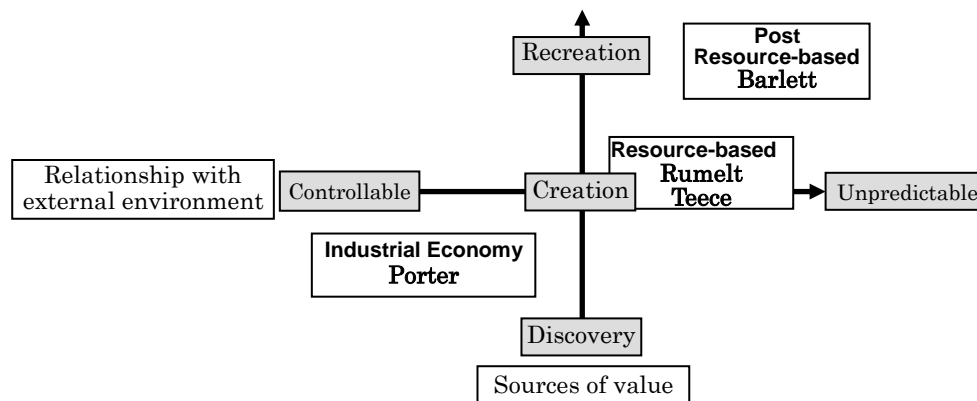 Recreation
Post
Resource-based
Barlett
Relationship with
external environment
Controllable
Creation
Resource-based
Rumelt
Teece
Unpredictable
Industrial Economy
Porter
Discovery
Sources of value